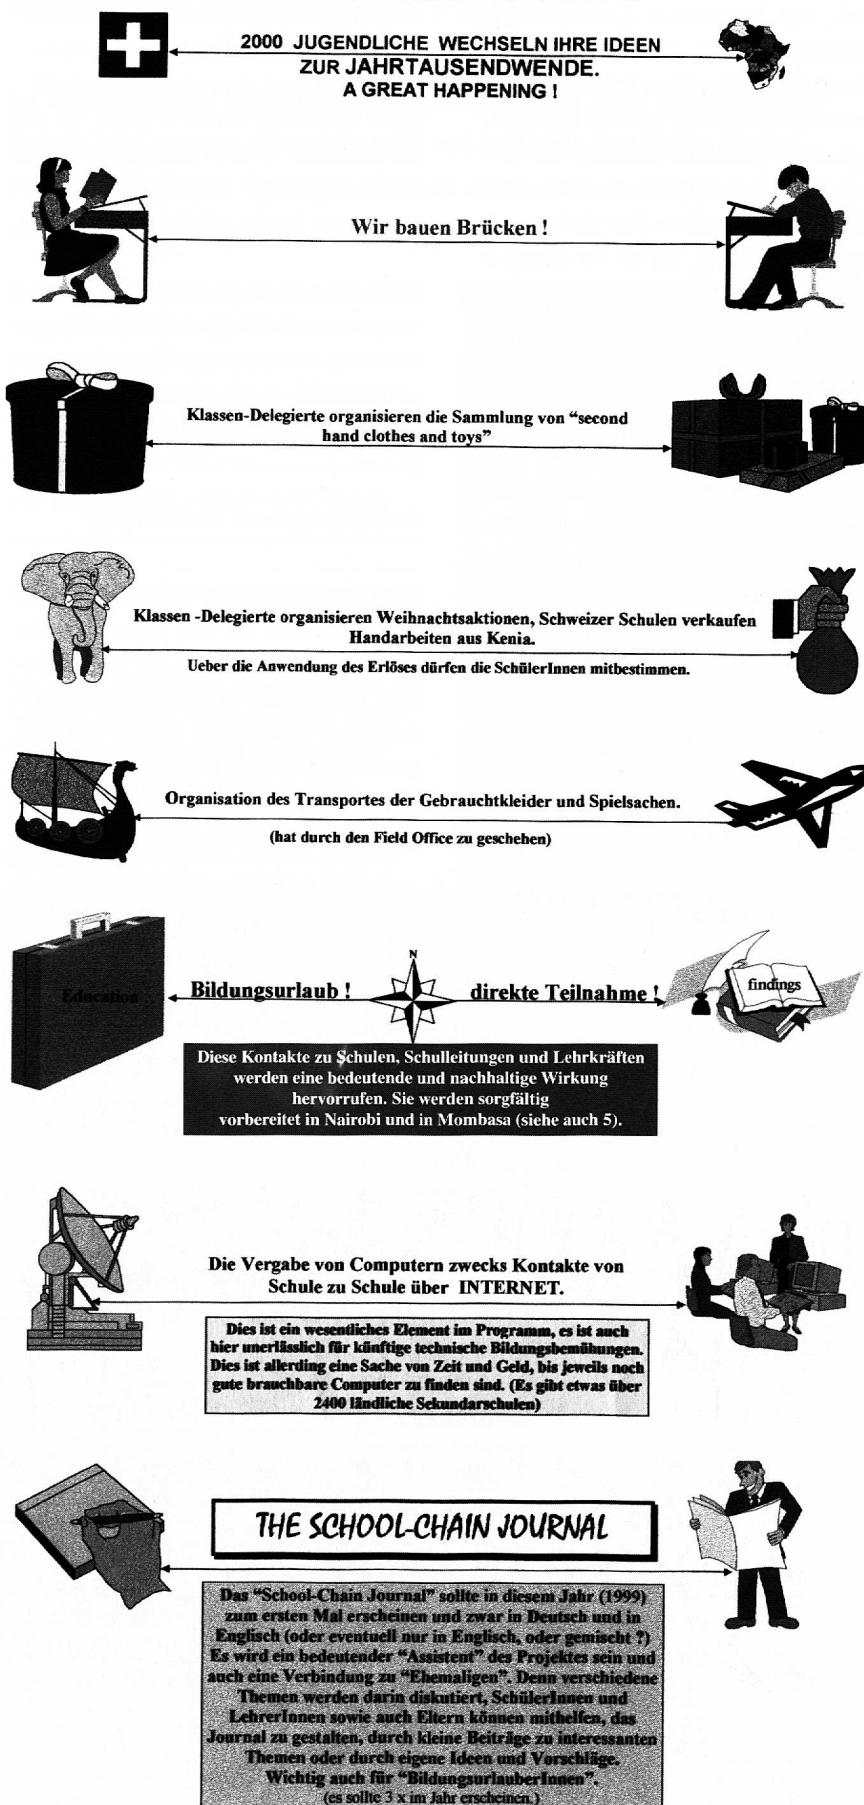 2000 JUGENDLICHE WECHSELN IHRE IDEEN
ZUR JAHRTAUSENDWENDE.
A GREAT HAPPENING !
Wir bauen Brücken !
Klassen-Delegierte organisieren die Sammlung von “second
hand clothes and toys”
Klassen -Delegierte organisieren Weihnachtsaktionen, Schweizer Schulen verkaufen
Handarbeiten aus Kenia.
Ueber die Anwendung des Erlöses dürfen die SchülerInnen mitbestimmen.
Organisation des Transportes der Gebrauchtkleider und Spielsachen.
(hat durch den Field Office zu geschehen)
N
Education
Bildungsurlaub !
direkte Teilnahme !
findings
Diese Kontakte zu Schulen, Schulleitungen und Lehrkräften
werden eine bedeutende und nachhaltige Wirkung
hervorrufen. Sie werden sorgfältig
vorbereitet in Nairobi und in Mombasa (siehe auch 5).
Die Vergabe von Computern zwecks Kontakte von
Schule zu Schule über INTERNET.
Dies ist ein wesentliches Element im Programm, es ist auch
hier unerlässlich für künftige technische Bildungsbemühungen.
Dies ist allerding eine Sache von Zeit und Geld, bis jeweils noch
gute brauchbare Computer zu finden sind. (Es gibt etwas über
2400 ländliche Sekundarschulen)
THE SCHOOL-CHAIN JOURNAL
Das “School-Chain Journal” sollte in diesem Jahr (1999)
zum ersten Mal erscheinen und zwar in Deutsch und in
Englisch (oder eventuell nur in Englisch, oder gemischt ?)
Es wird ein bedeutender “Assistent” des Projektes sein und
auch eine Verbindung zu “Ehemaligen”. Denn verschiedene
Themen werden darin diskutiert, SchülerInnen und
LehrerInnen sowie auch Eltern können mithelfen, das
Journal zu gestalten, durch kleine Beiträge zu interessanten
Themen oder durch eigene Ideen und Vorschläge.
Wichtig auch für “BildungsurlauberInnen”.
(es sollte 3 x im Jahr erscheinen.)